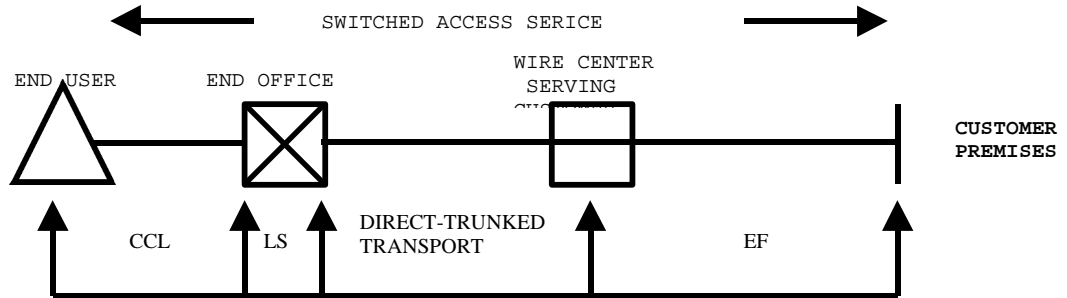 SWITCHED ACCESS SERICE
END USER
END OFFICE
WIRE CENTER
SERVING
CUSTOMER
PREMISES
CCL
LS
DIRECT-TRUNKED
TRANSPORT
EF